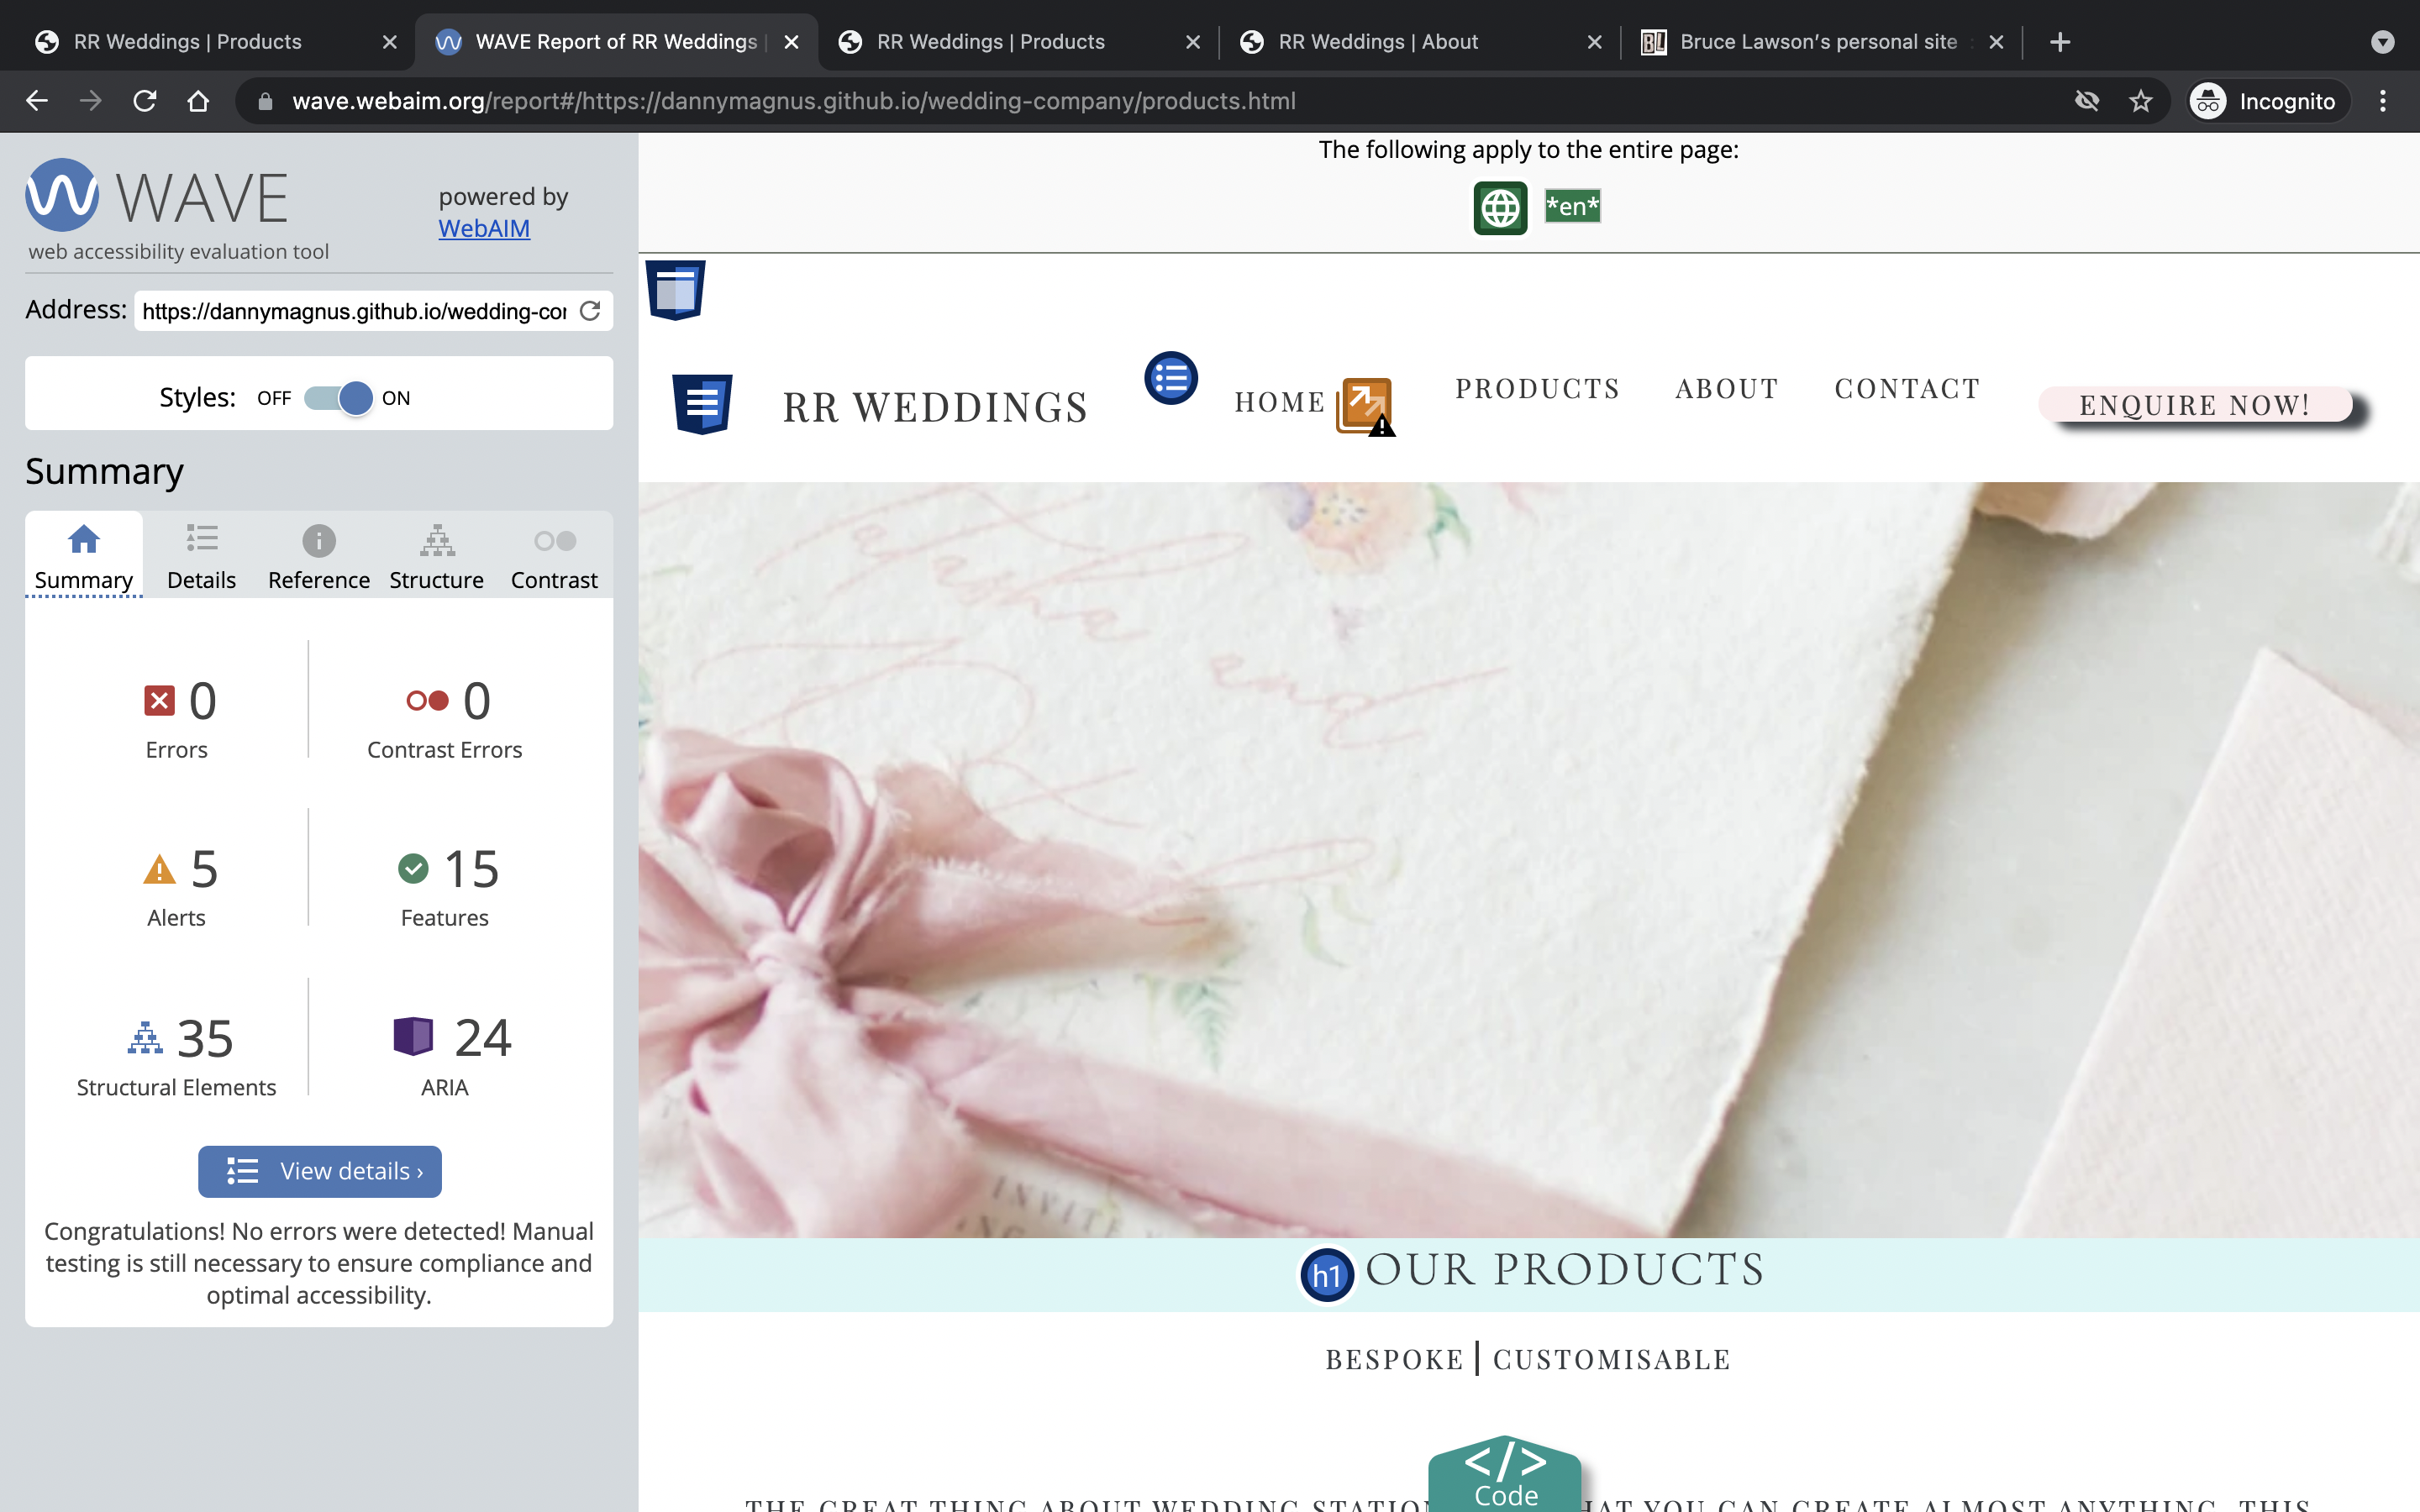 RR Weddings | Products
WAVE Report of RR Weddings |
RR Weddings | Products
RR Weddings | About
Bruce Lawson's personal site :
wave.webaim.org/report#/https://dannymagnus.github.io/wedding-company/products.html
Incognito
WAVE
powered by
WebAIM
web accessibility evaluation tool
Address: https://dannymagnus.github.io/wedding-cor
Styles: OFF ON
Summary
Summary Details Reference Structure Contrast
0 0
Errors Contrast Errors
5 15
Alerts Features
35 24
Structural Elements ARIA
View details ›
Congratulations! No errors were detected! Manual
testing is still necessary to ensure compliance and
optimal accessibility.
The following apply to the entire page:
*en*
RR WEDDINGS HOME PRODUCTS ABOUT CONTACT ENQUIRE NOW!
INVITE
h1 OUR PRODUCTS
BESPOKE | CUSTOMISABLE
</>
Code
THE GREAT THING ABOUT WEDDING STATION HAT YOU CAN CREATE ALMOST ANYTHING. THIS